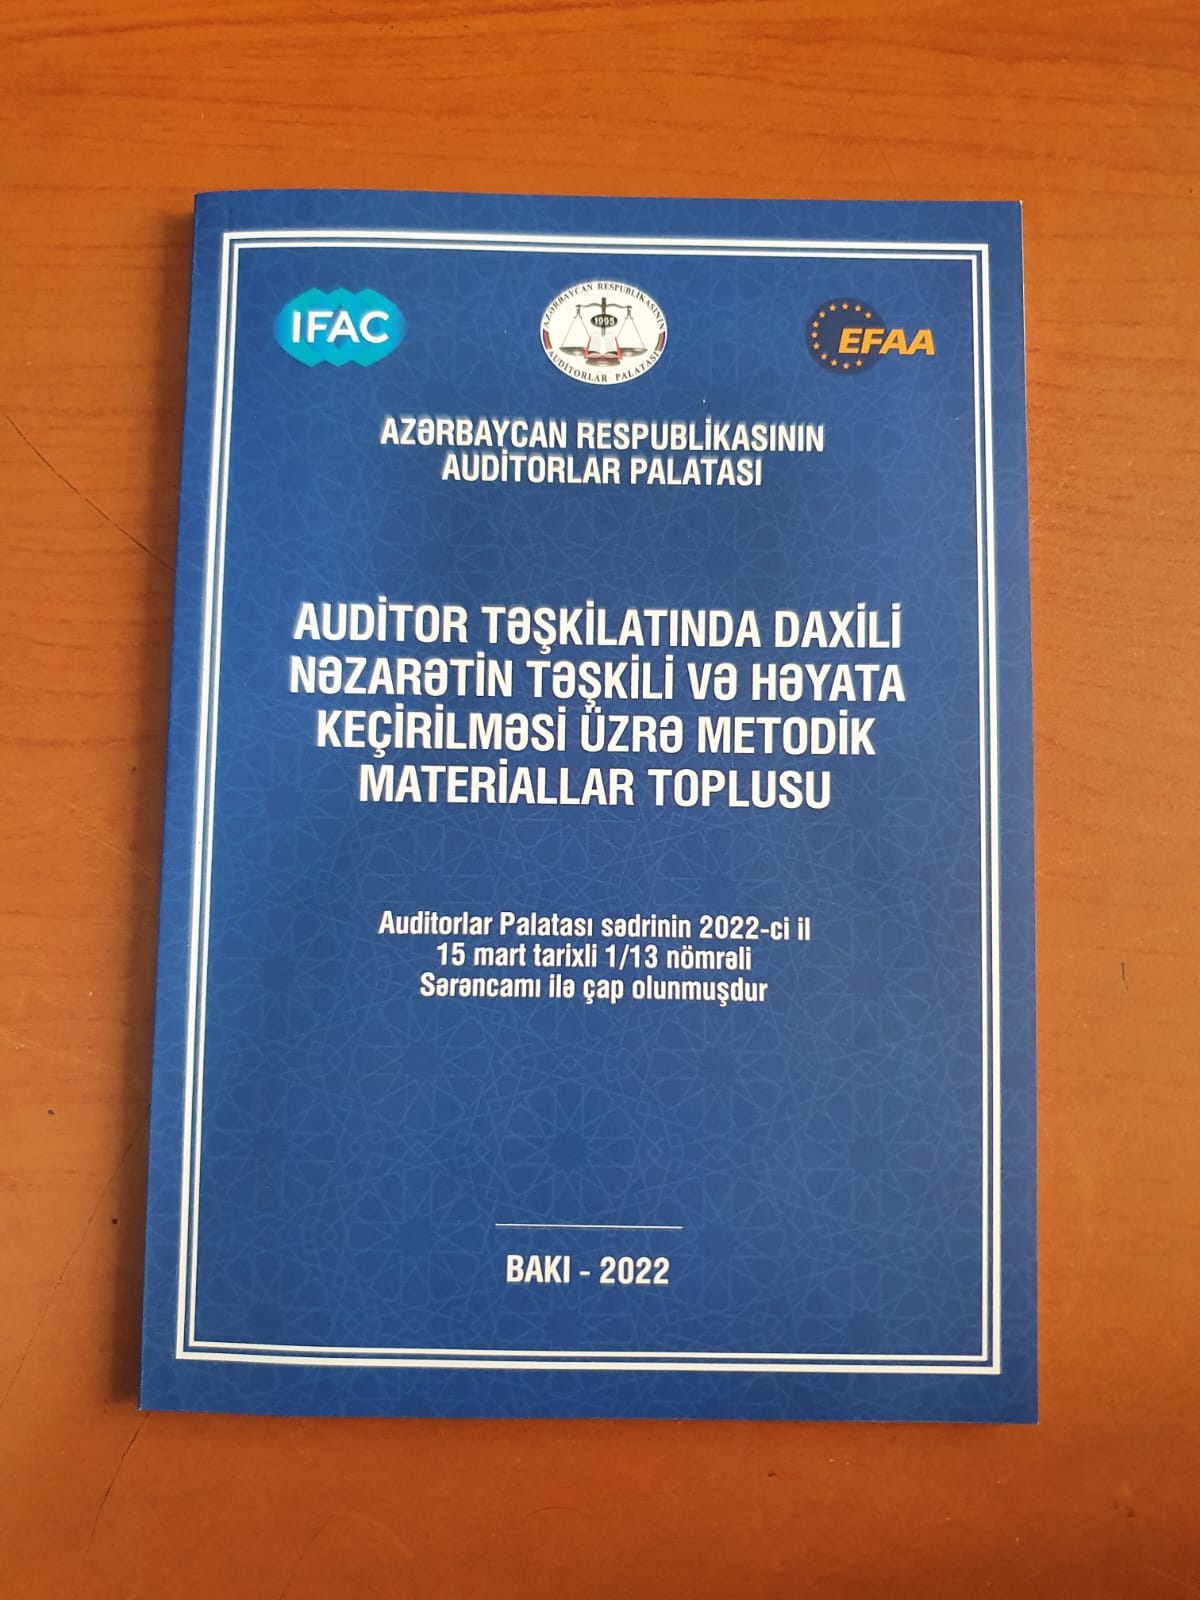 IFAC
AZƏRBAYCAN RESPUBLİKASININ
1995
AUDİTORLAR PALATASI
EFAA
AZƏRBAYCAN RESPUBLİKASININ
AUDİTORLAR PALATASI
AUDİTOR TƏŞKİLATINDA DAXİLİ
NƏZARƏTİN TƏŞKİLİ VƏ HƏYATA
KEÇİRİLMƏSİ ÜZRƏ METODİK
MATERİALLAR TOPLUSU
Auditorlar Palatası sədrinin 2022-ci il
15 mart tarixli 1/13 nömrəli
Sərəncamı ilə çap olunmuşdur
BAKI - 2022